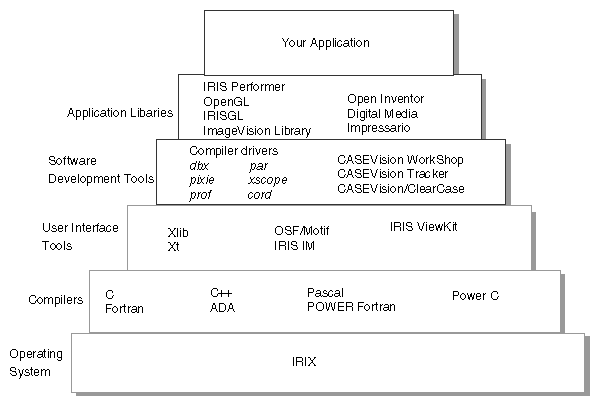 Your Application
Application Libaries
IRIS Performer
OpenGL
IRISGL
ImageVision Library
Open Inventor
Digital Media
Impressario
Software
Development Tools
Compiler drivers
dbx par
pixie xscope
prof cord
CASEVision WorkShop
CASEVision Tracker
CASEVision/ClearCase
User Interface
Tools
Xlib
Xt
OSF/Motif
IRIS IM
IRIS ViewKit
Compilers
C
Fortran
C++
ADA
Pascal
POWER Fortran
Power C
Operating
System
IRIX